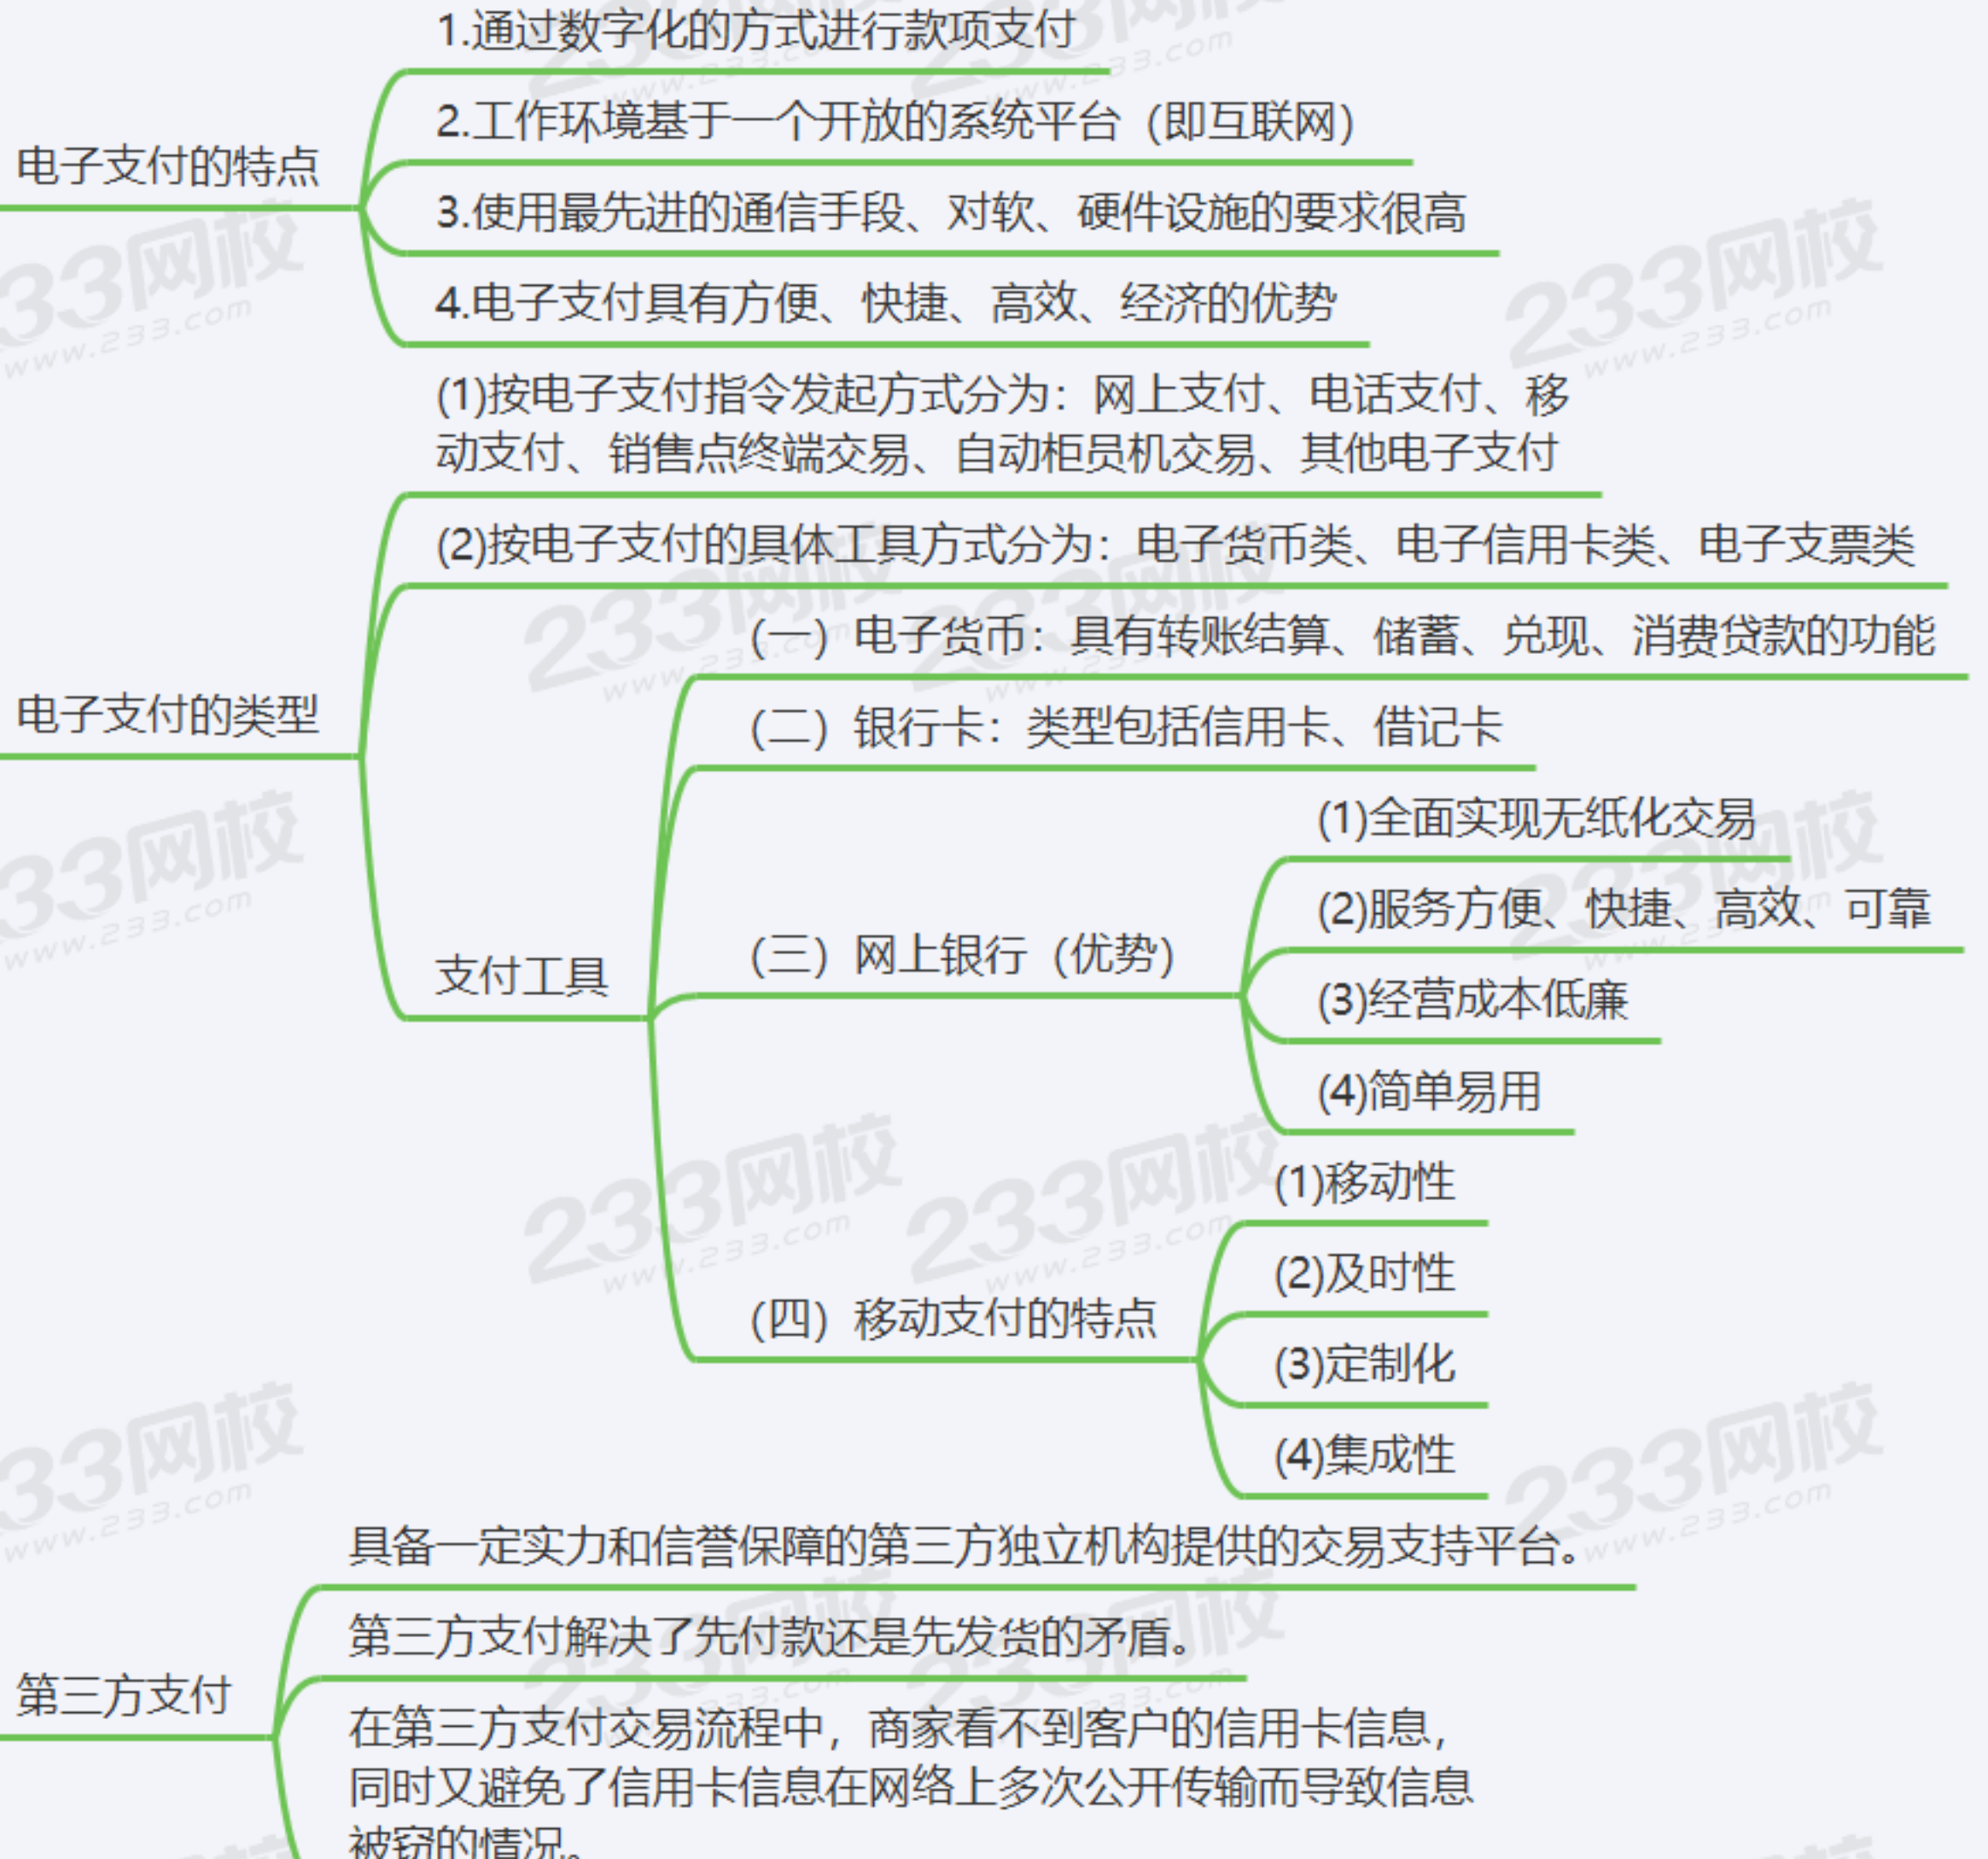 1.通过数字化的方式进行款项支付
2.工作环境基于一个开放的系统平台（即互联网）
电子支付的特点
3.使用最先进的通信手段、对软、硬件设施的要求很高
4.电子支付具有方便、快捷、高效、经济的优势
(1)按电子支付指令发起方式分为：网上支付、电话支付、移
动支付、销售点终端交易、自动柜员机交易、其他电子支付
(2)按电子支付的具体工具方式分为：电子货币类、电子信用卡类、电子支票类
电子支付的类型
支付工具
（一）电子货币：具有转账结算、储蓄、兑现、消费贷款的功能
（二）银行卡：类型包括信用卡、借记卡
（三）网上银行（优势）
(1)全面实现无纸化交易
(2)服务方便、快捷、高效、可靠
(3)经营成本低廉
(4)简单易用
（四）移动支付的特点
(1)移动性
(2)及时性
(3)定制化
(4)集成性
第三方支付
具备一定实力和信誉保障的第三方独立机构提供的交易支持平台。
第三方支付解决了先付款还是先发货的矛盾。
在第三方支付交易流程中，商家看不到客户的信用卡信息，
同时又避免了信用卡信息在网络上多次公开传输而导致信息
被窃的情况。
233网校
www.233.com